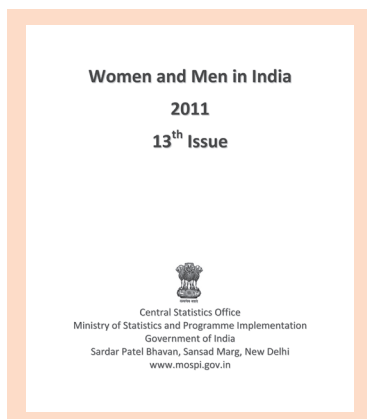 Women and Men in India
2011
13th Issue
Central Statistics Office
Ministry of Statistics and Programme Implementation
Government of India
Sardar Patel Bhavan, Sansad Marg, New Delhi
www.mospi.gov.in